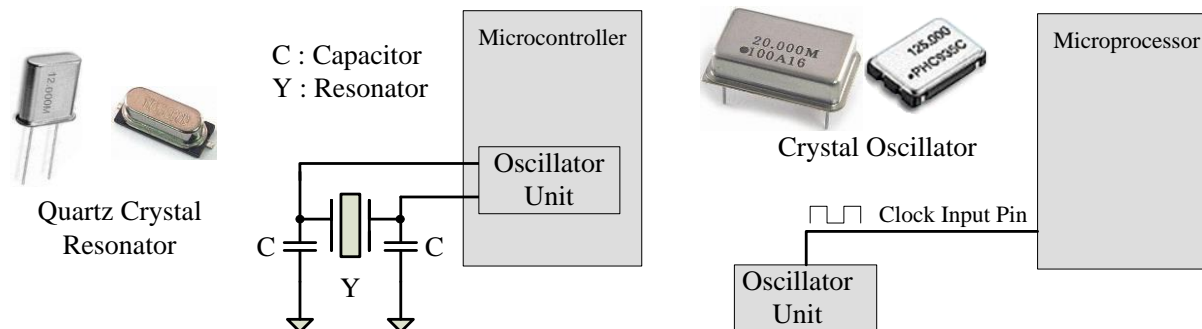 12.000M
Quartz Crystal
Resonator
C : Capacitor
Y : Resonator
Microcontroller
Oscillator
Unit
C
C
Y
20.000M
100A16
125.000
PHC935C
Crystal Oscillator
Microprocessor
Clock Input Pin
Oscillator
Unit